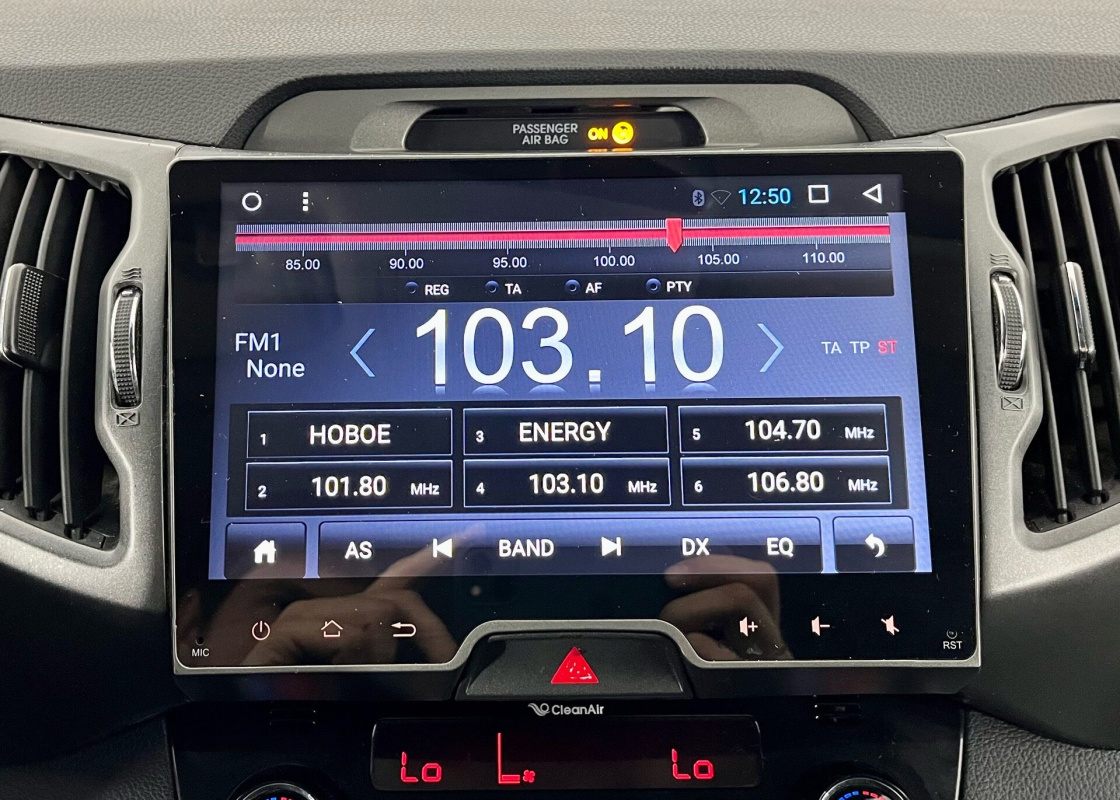 PASSENGER
AIR BAG
ON
12:50
85.00 90.00 95.00 100.00 105.00 110.00
REG TA AF PTY
FM1
None
103.10
TA TP ST
1 НОВОЕ
3 ENERGY
5 104.70 MHz
2 101.80 MHz
4 103.10 MHz
6 106.80 MHz
AS BAND DX EQ
MIC
RST
CleanAir
Lo Lo